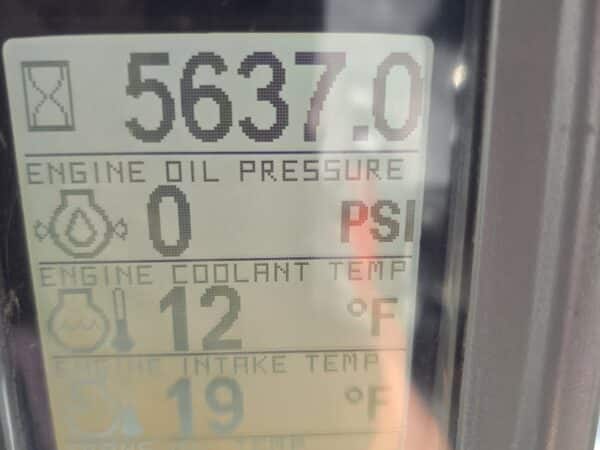 5637.0
ENGINE OIL PRESSURE
0 PSI
ENGINE COOLANT TEMP
12 °F
ENGINE INTAKE TEMP
19 °F